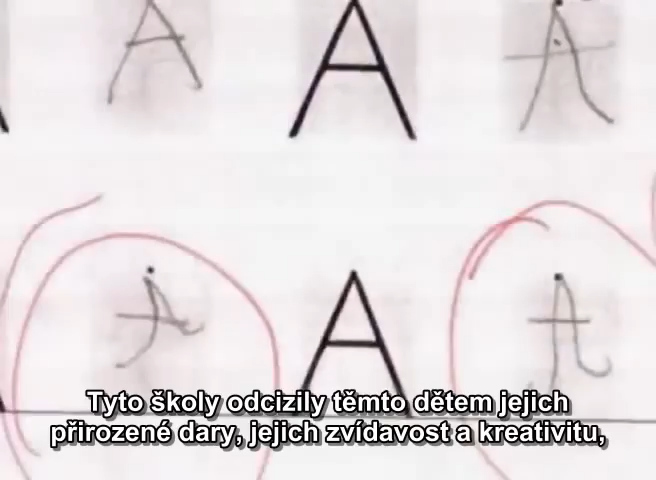 A A A
A A A
Tyto školy odcizily těmto dětem jejich
přirozené dary, jejich zvídavost a kreativitu,